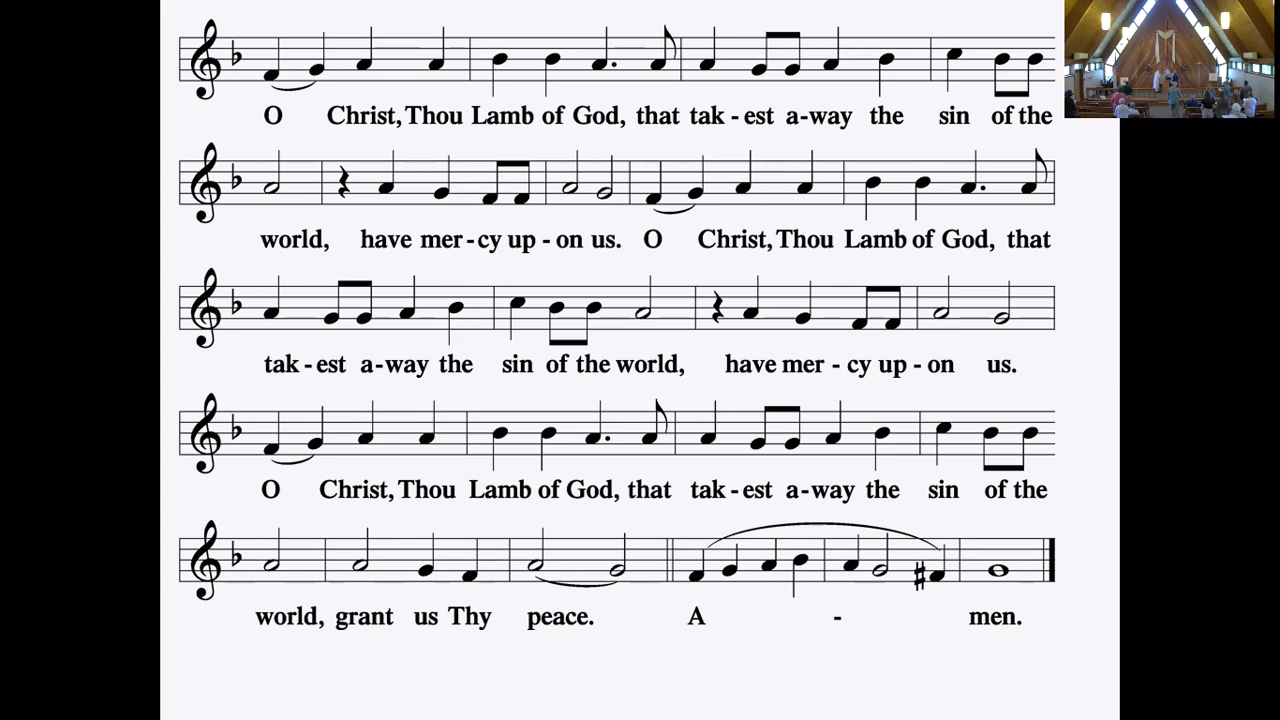 O Christ, Thou Lamb of God, that tak - est a-way the sin of the
world, have mer - cy up - on us. O Christ, Thou Lamb of God, that
tak - est a-way the sin of the world, have mer - cy up - on us.
O Christ, Thou Lamb of God, that tak - est a-way the sin of the
world, grant us Thy peace. A - men.